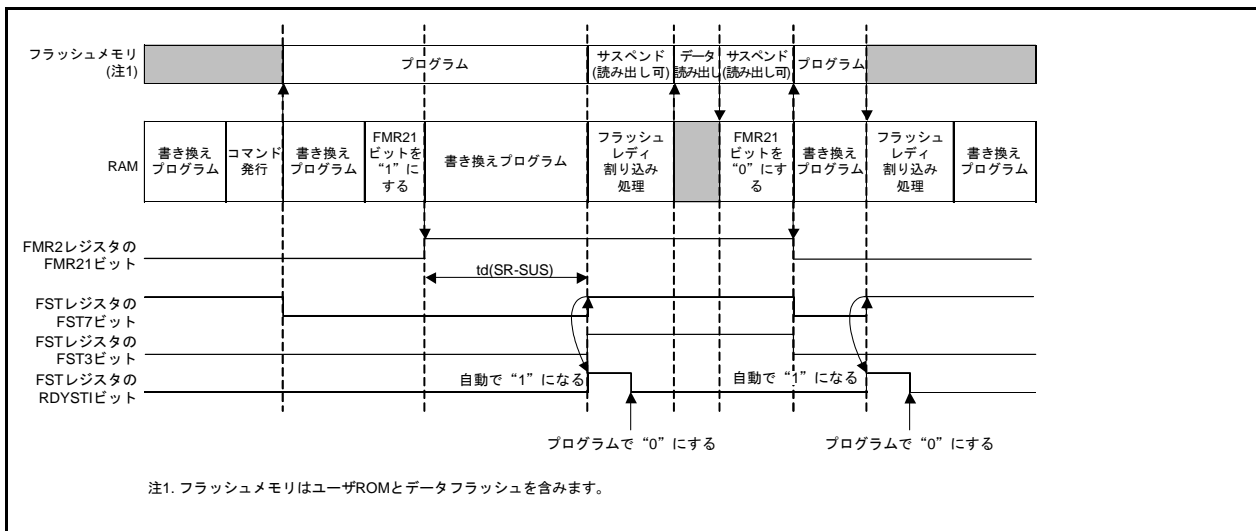 フラッシュメモリ
(注1)
プログラム
サスペンド
(読み出し可)
データ
読み出し
サスペンド
(読み出し可)
プログラム
RAM
書き換え
プログラム
コマンド
発行
書き換え
プログラム
FMR21
ビットを
“1”に
する
書き換えプログラム
フラッシュ
レディ
割り込み
処理
FMR21
ビットを
“0”にす
る
書き換え
プログラム
フラッシュ
レディ
割り込み
処理
書き換え
プログラム
FMR2レジスタの
FMR21ビット
td(SR-SUS)
FSTレジスタの
FST7ビット
FSTレジスタの
FST3ビット
FSTレジスタの
RDYSTIビット
自動で“1”になる
自動で“1”になる
プログラムで“0”にする
プログラムで“0”にする
注1. フラッシュメモリはユーザROMとデータフラッシュを含みます。